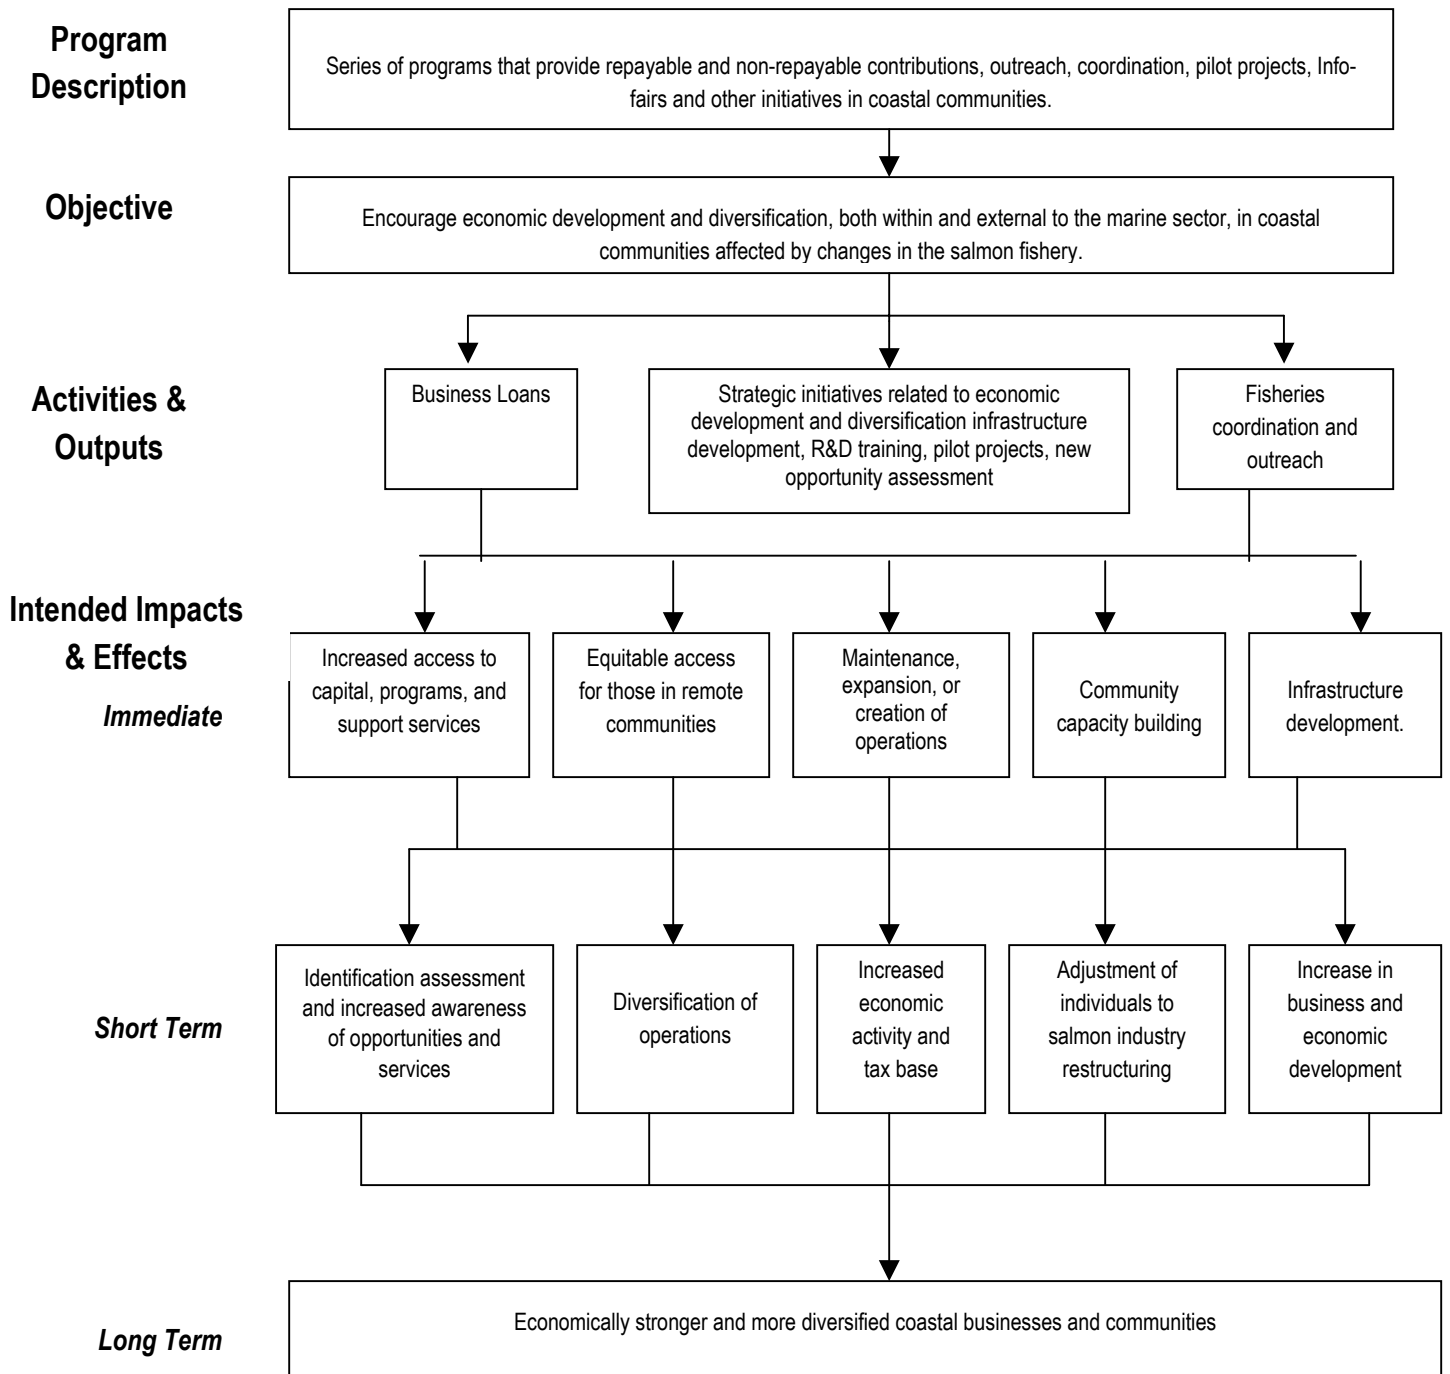 Program
Description
Series of programs that provide repayable and non-repayable contributions, outreach, coordination, pilot projects, Info-
fairs and other initiatives in coastal communities.
Objective
Encourage economic development and diversification, both within and external to the marine sector, in coastal
communities affected by changes in the salmon fishery.
Activities &
Outputs
Business Loans
Strategic initiatives related to economic
development and diversification infrastructure
development, R&D training, pilot projects, new
opportunity assessment
Fisheries
coordination and
outreach
Intended Impacts
& Effects
Immediate
Increased access to
capital, programs, and
support services
Equitable access
for those in remote
communities
Maintenance,
expansion, or
creation of
operations
Community
capacity building
Infrastructure
development.
Short Term
Identification assessment
and increased awareness
of opportunities and
services
Diversification of
operations
Increased
economic
activity and
tax base
Adjustment of
individuals to
salmon industry
restructuring
Increase in
business and
economic
development
Long Term
Economically stronger and more diversified coastal businesses and communities